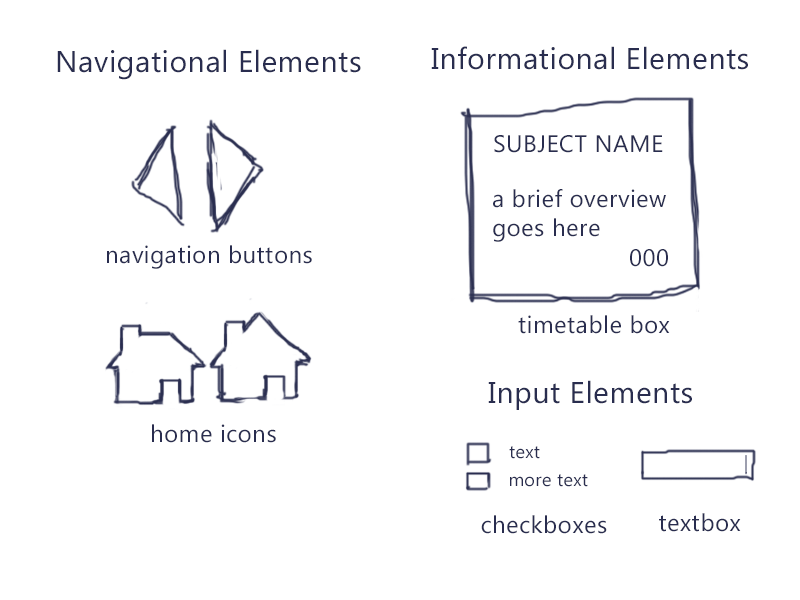 Navigational Elements
navigation buttons
home icons
Informational Elements
SUBJECT NAME
a brief overview
goes here
000
timetable box
Input Elements
text
more text
checkboxes
textbox